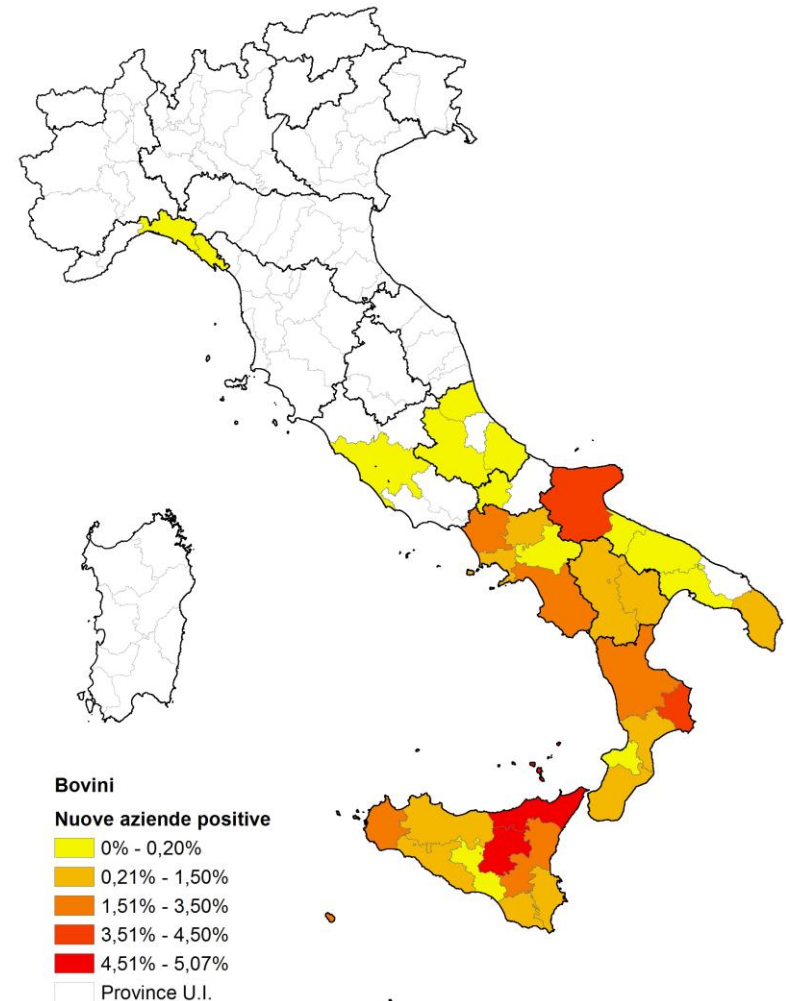 Bovini
Nuove aziende positive
0% - 0,20%
0,21% - 1,50%
1,51% - 3,50%
3,51% - 4,50%
4,51% - 5,07%
Province U.I.